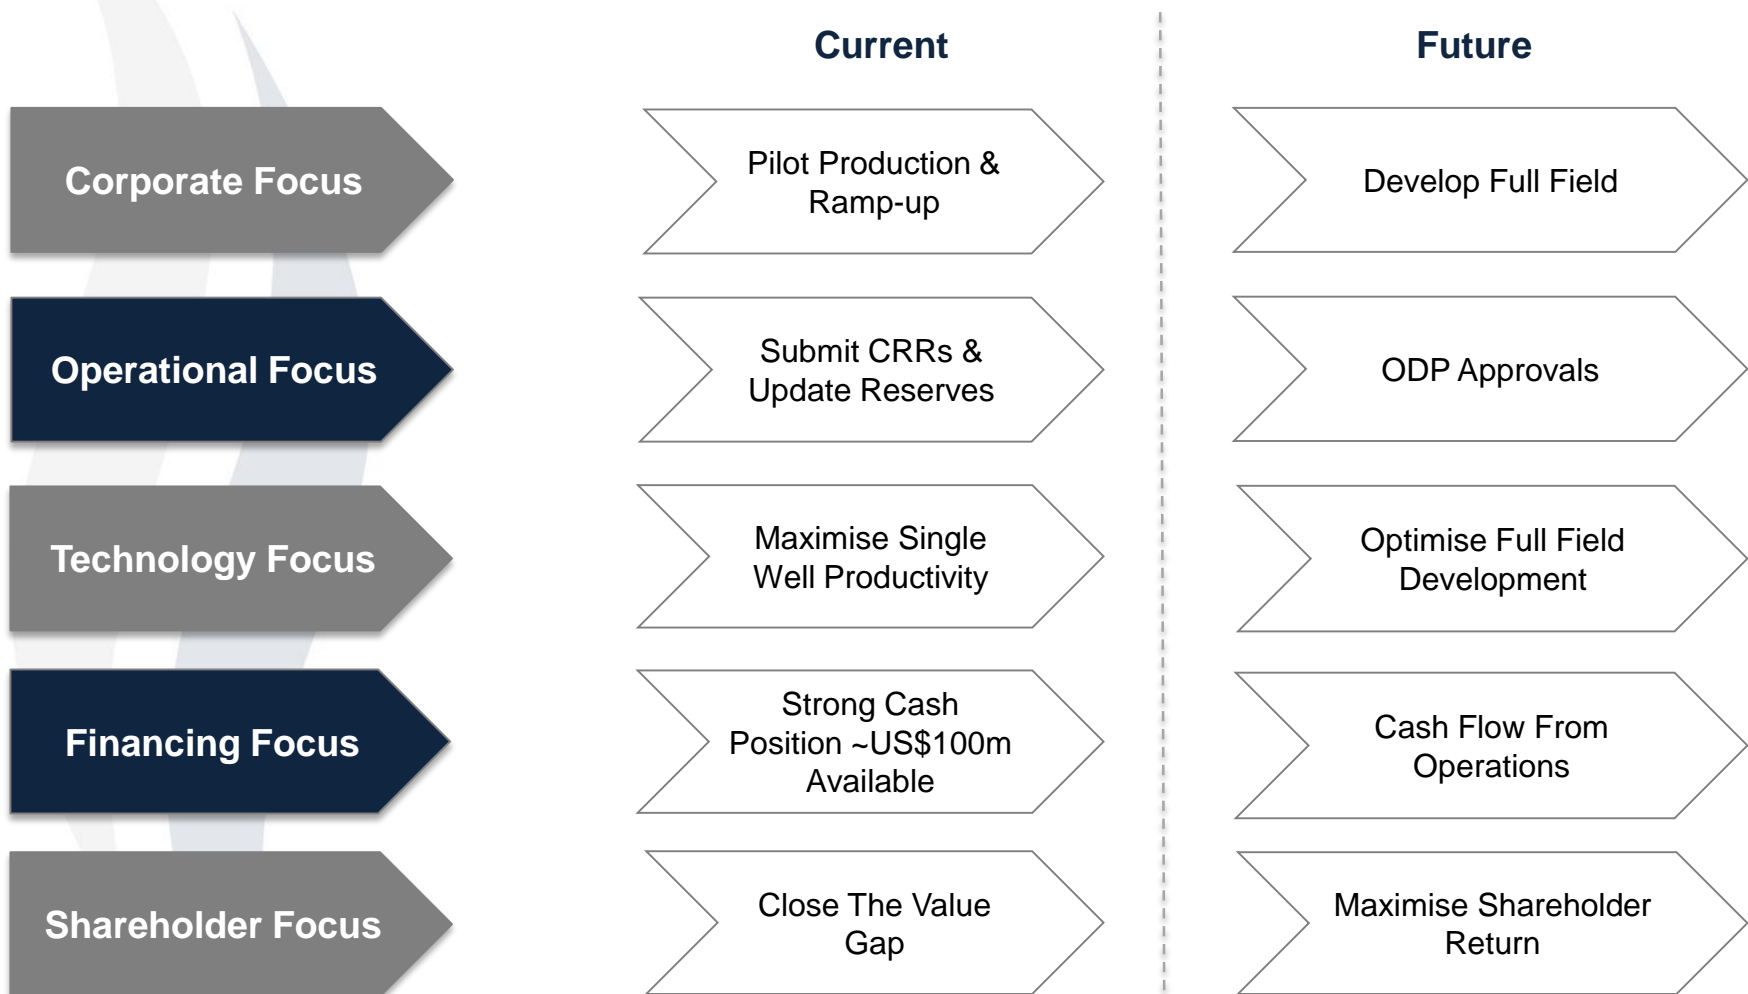 Current
Future
Corporate Focus
Pilot Production &
Ramp-up
Develop Full Field
Operational Focus
Submit CRRs &
Update Reserves
ODP Approvals
Technology Focus
Maximise Single
Well Productivity
Optimise Full Field
Development
Financing Focus
Strong Cash
Position ~US$100m
Available
Cash Flow From
Operations
Shareholder Focus
Close The Value
Gap
Maximise Shareholder
Return